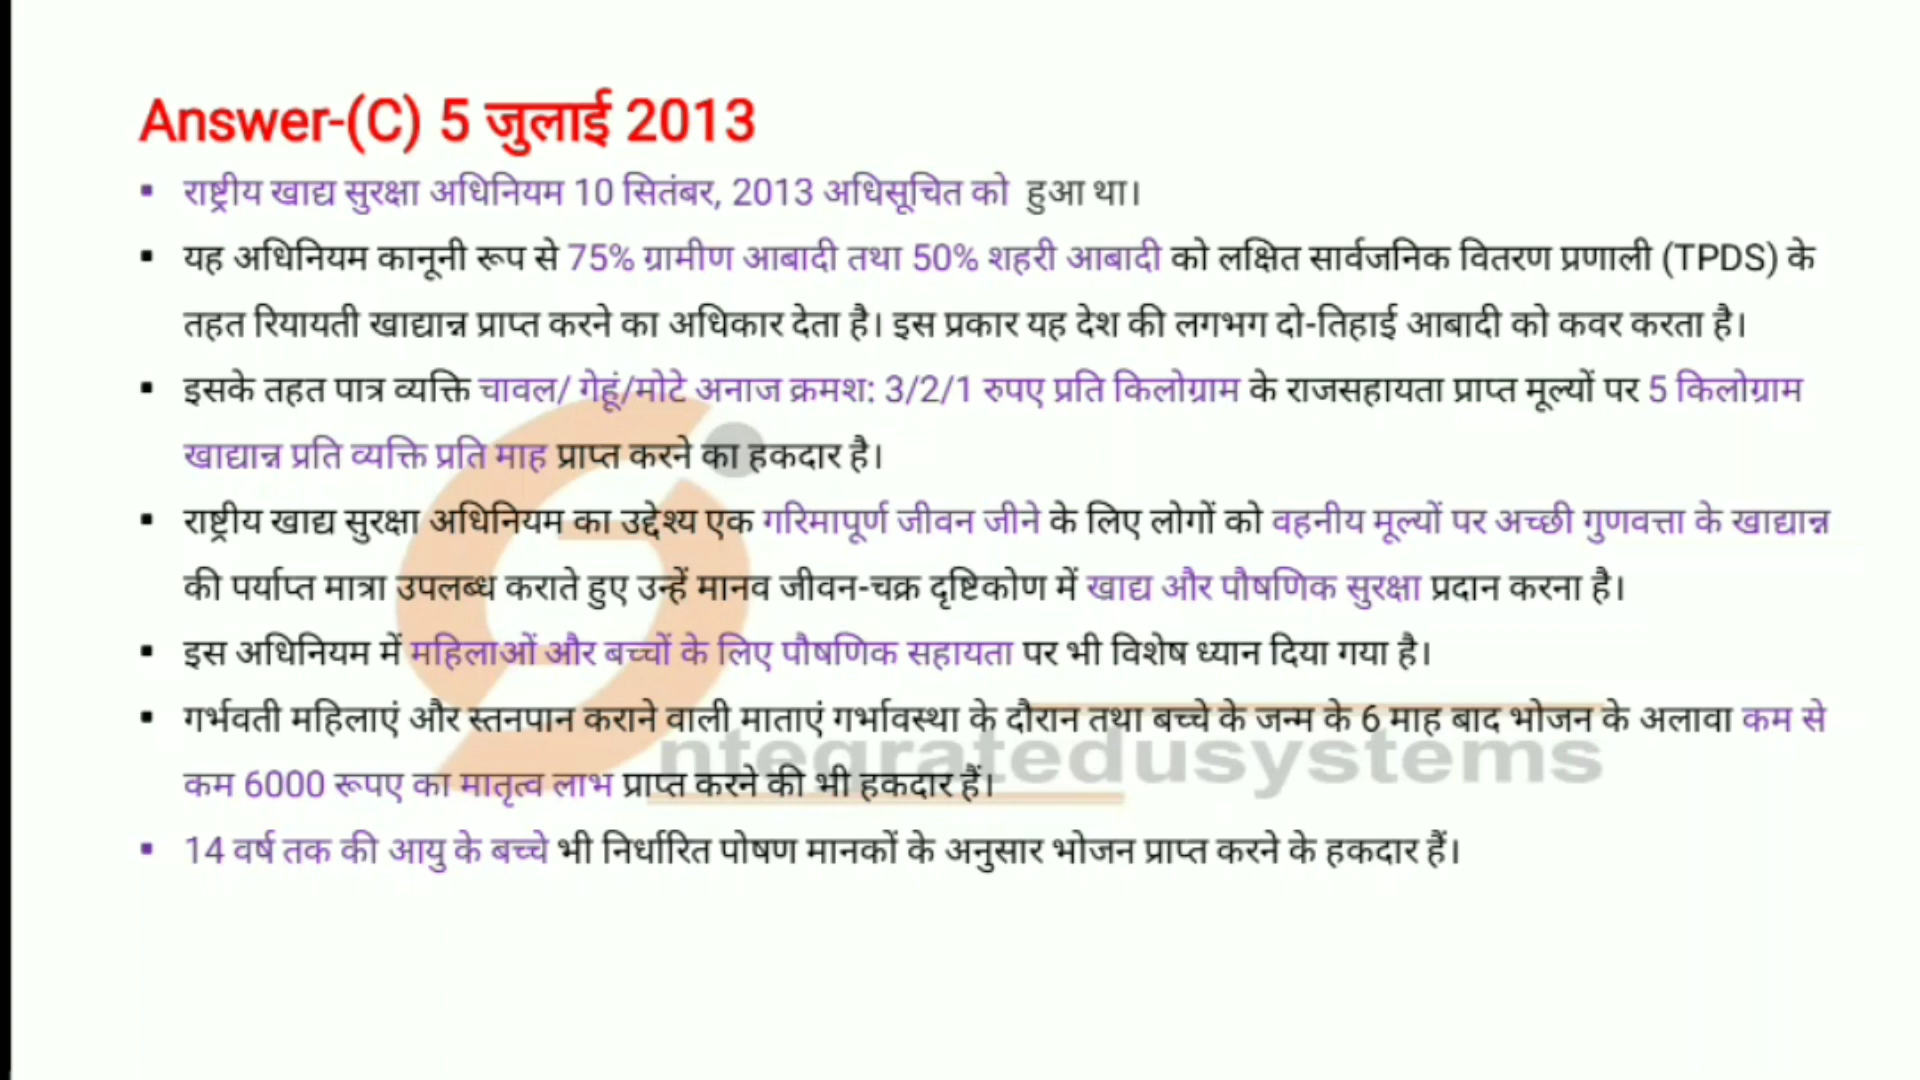 Answer-(C) 5 जुलाई 2013
▪ राष्ट्रीय खाद्य सुरक्षा अधिनियम 10 सितंबर, 2013 अधिसूचित को हुआ था।
▪ यह अधिनियम कानूनी रूप से 75% ग्रामीण आबादी तथा 50% शहरी आबादी को लक्षित सार्वजनिक वितरण प्रणाली (TPDS) के
तहत रियायती खाद्यान्न प्राप्त करने का अधिकार देता है। इस प्रकार यह देश की लगभग दो-तिहाई आबादी को कवर करता है।
▪ इसके तहत पात्र व्यक्ति चावल/ गेहूं/मोटे अनाज क्रमश: 3/2/1 रुपए प्रति किलोग्राम के राजसहायता प्राप्त मूल्यों पर 5 किलोग्राम
खाद्यान्न प्रति व्यक्ति प्रति माह प्राप्त करने का हकदार है।
▪ राष्ट्रीय खाद्य सुरक्षा अधिनियम का उद्देश्य एक गरिमापूर्ण जीवन जीने के लिए लोगों को वहनीय मूल्यों पर अच्छी गुणवत्ता के खाद्यान्न
की पर्याप्त मात्रा उपलब्ध कराते हुए उन्हें मानव जीवन-चक्र दृष्टिकोण में खाद्य और पौषणिक सुरक्षा प्रदान करना है।
▪ इस अधिनियम में महिलाओं और बच्चों के लिए पौषणिक सहायता पर भी विशेष ध्यान दिया गया है।
▪ गर्भवती महिलाएं और स्तनपान कराने वाली माताएं गर्भावस्था के दौरान तथा बच्चे के जन्म के 6 माह बाद भोजन के अलावा कम से
ntegratedusystems
कम 6000 रूपए का मातृत्व लाभ प्राप्त करने की भी हकदार हैं।
▪ 14 वर्ष तक की आयु के बच्चे भी निर्धारित पोषण मानकों के अनुसार भोजन प्राप्त करने के हकदार हैं।